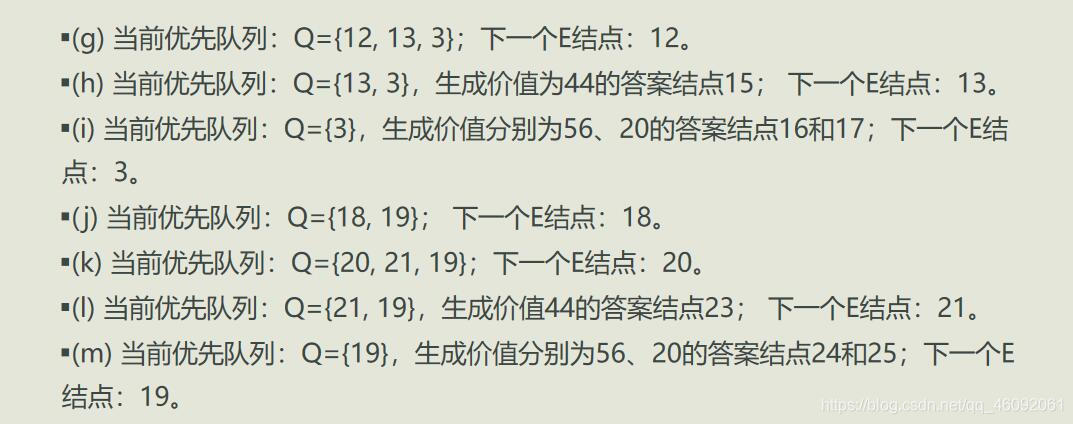 ▪(g) 当前优先队列：Q={12, 13, 3}；下一个E结点：12。
▪(h) 当前优先队列：Q={13, 3}，生成价值为44的答案结点15； 下一个E结点：13。
▪(i) 当前优先队列：Q={3}，生成价值分别为56、20的答案结点16和17；下一个E结
点：3。
▪(j) 当前优先队列：Q={18, 19}； 下一个E结点：18。
▪(k) 当前优先队列：Q={20, 21, 19}；下一个E结点：20。
▪(l) 当前优先队列：Q={21, 19}，生成价值44的答案结点23； 下一个E结点：21。
▪(m) 当前优先队列：Q={19}，生成价值分别为56、20的答案结点24和25；下一个E
结点：19。
https://blog.csdn.net/qq_46092061